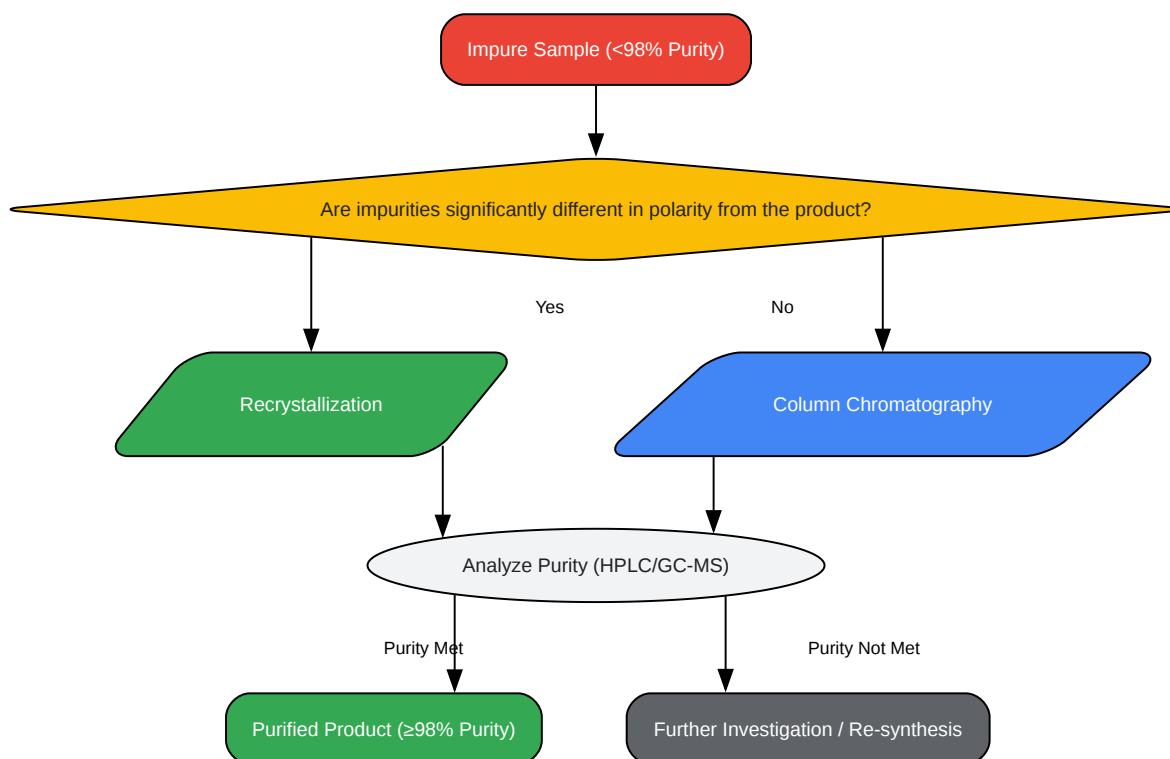 Impure Sample (<98% Purity)
Are impurities significantly different in polarity from the product?
Yes
No
Recrystallization
Column Chromatography
Analyze Purity (HPLC/GC-MS)
Purity Met
Purity Not Met
Purified Product (≥98% Purity)
Further Investigation / Re-synthesis